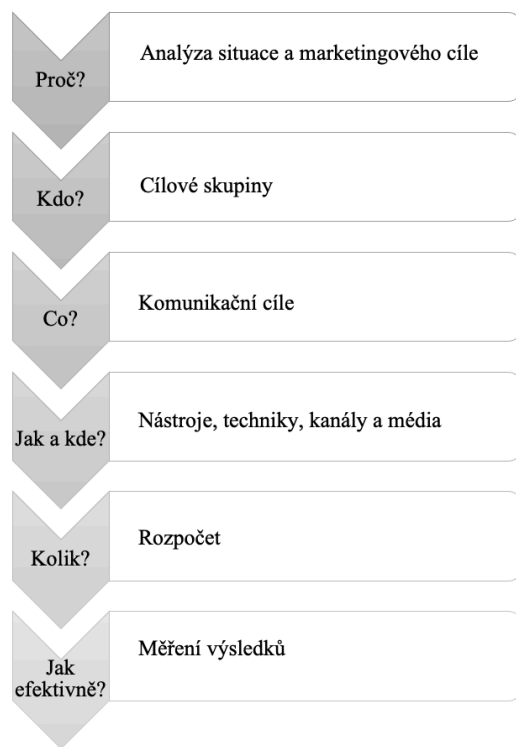 Proč?
Analýza situace a marketingového cíle
Kdo?
Cílové skupiny
Co?
Komunikační cíle
Jak a kde?
Nástroje, techniky, kanály a média
Kolik?
Rozpočet
Jak
efektivně?
Měření výsledků